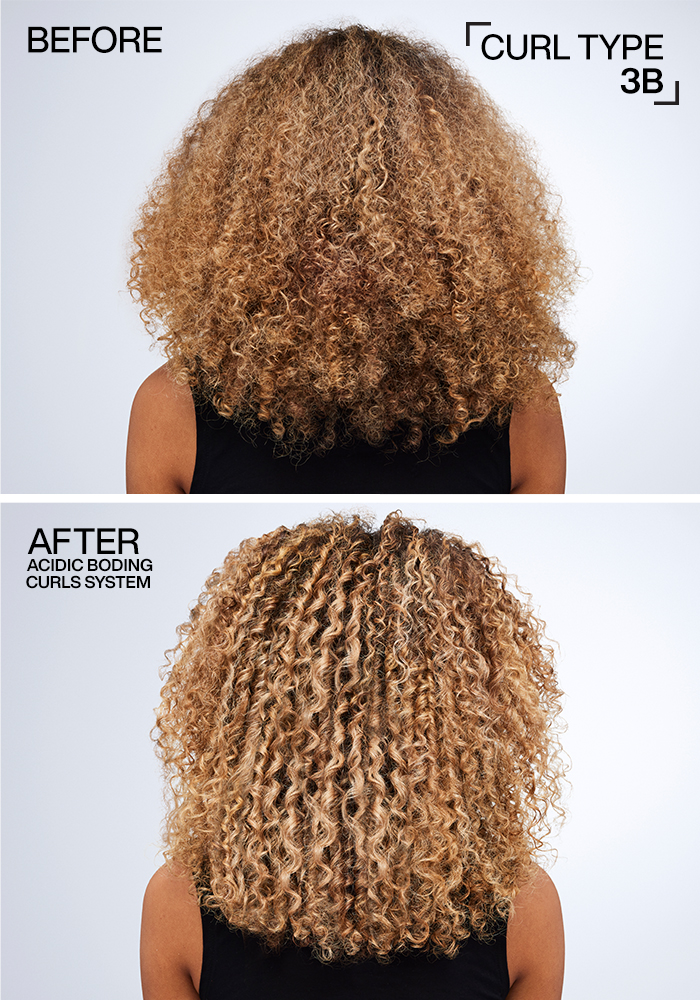 BEFORE
CURL TYPE
3B
AFTER
ACIDIC BODING
CURLS SYSTEM